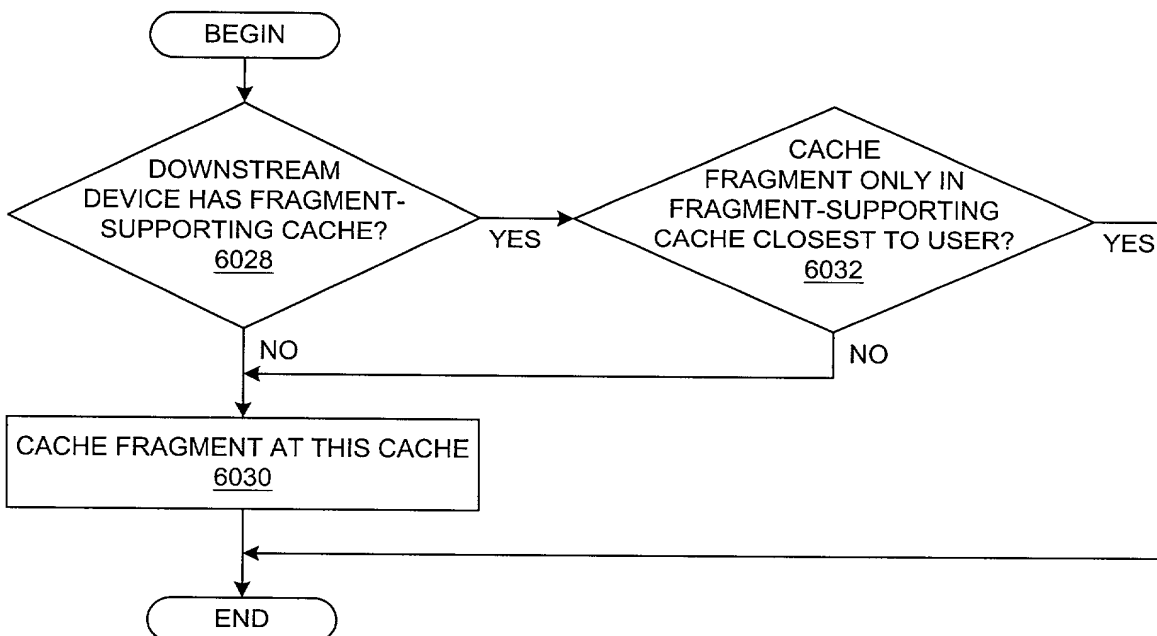 BEGIN
DOWNSTREAM
DEVICE HAS FRAGMENT-
SUPPORTING CACHE?
6028
YES
CACHE
FRAGMENT ONLY IN
FRAGMENT-SUPPORTING
CACHE CLOSEST TO USER?
6032
YES
NO
NO
CACHE FRAGMENT AT THIS CACHE
6030
END